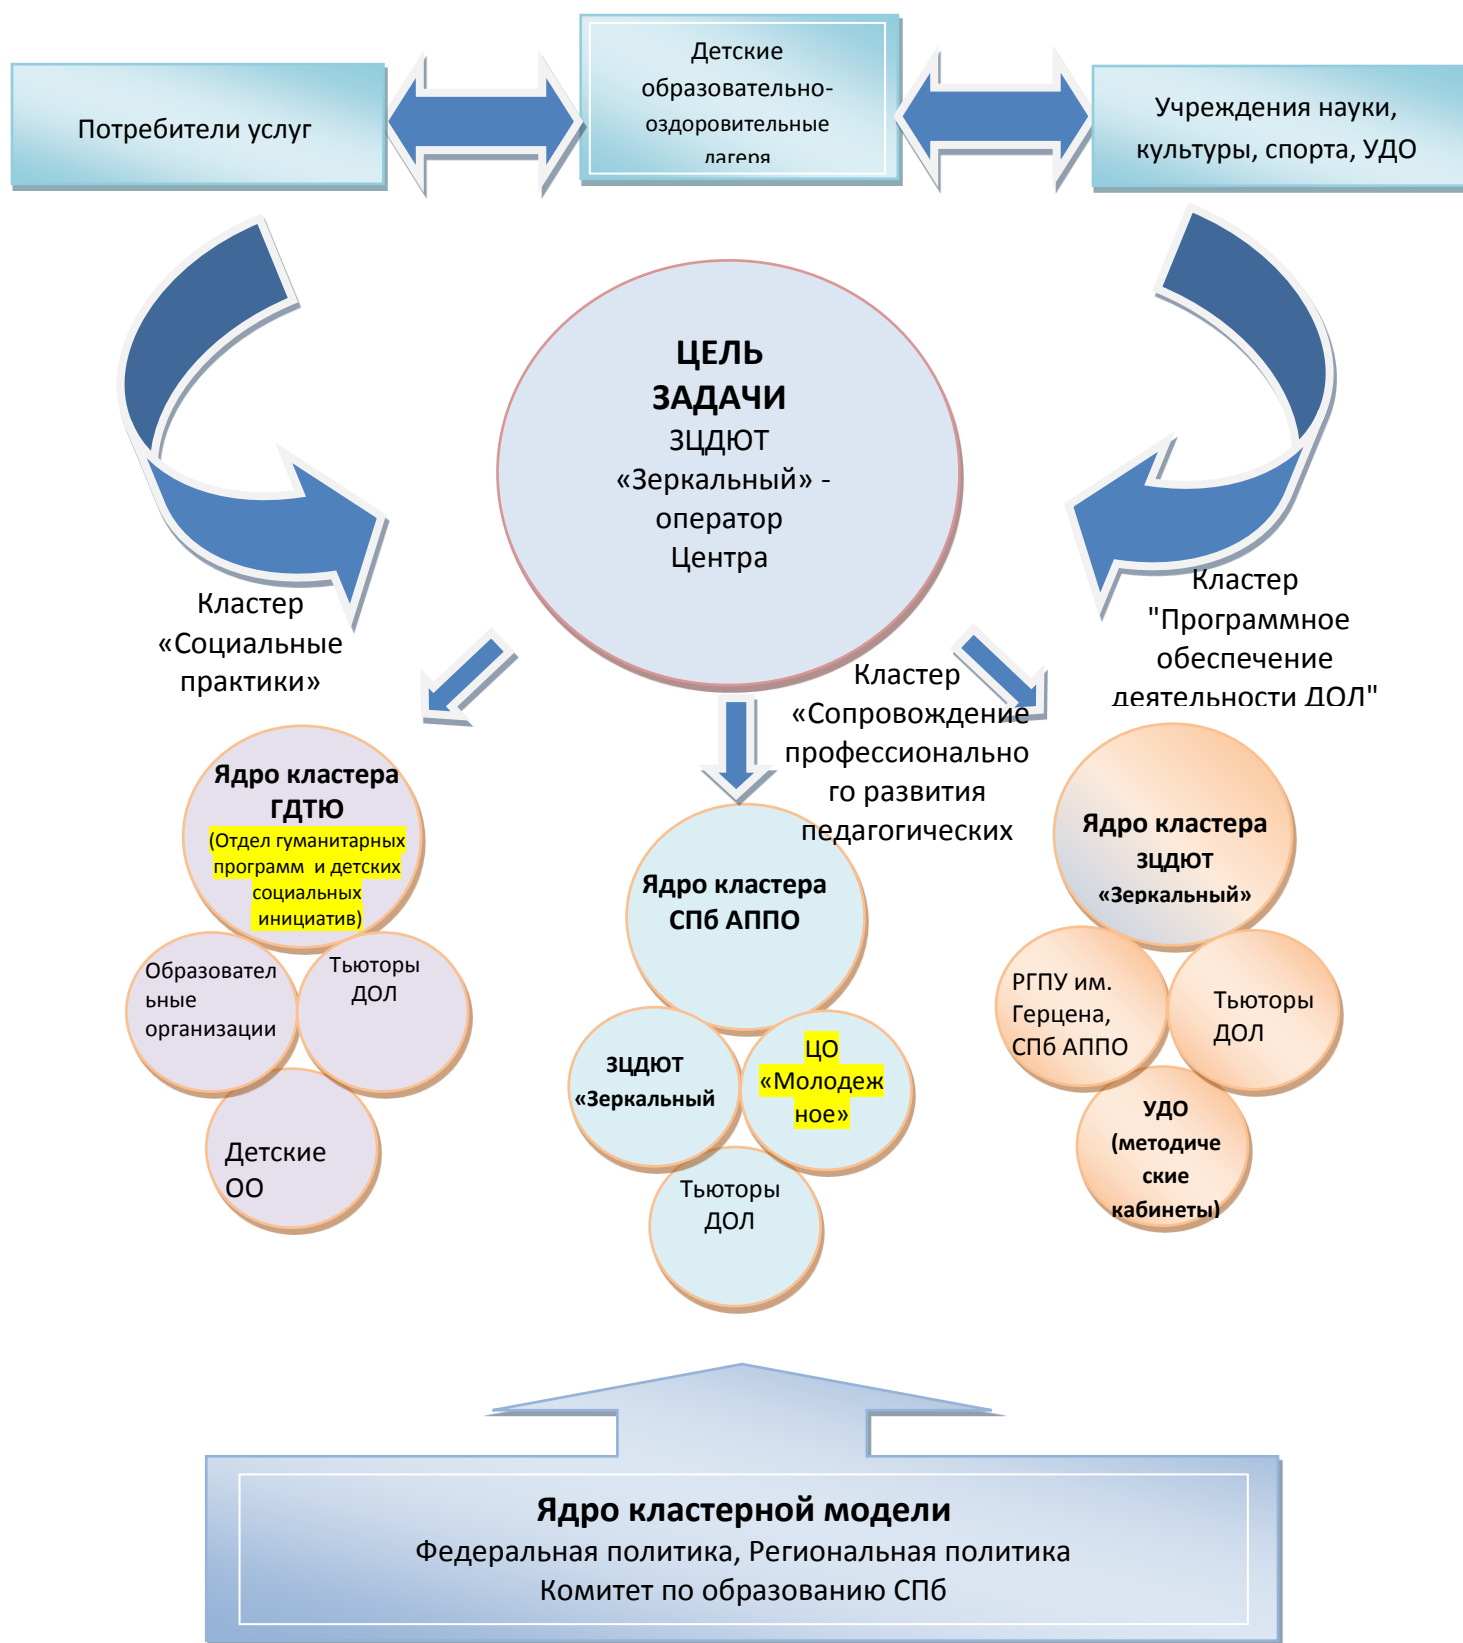 Потребители услуг
Детские
образовательно-
оздоровительные
лагеря
Учреждения науки,
культуры, спорта, УДО
ЦЕЛЬ
ЗАДАЧИ
ЗЦДЮТ
«Зеркальный» -
оператор
Центра
Кластер
«Социальные
практики»
Кластер
«Сопровождение
профессионально
го развития
педагогических
Кластер
"Программное
обеспечение
деятельности ДОЛ"
Ядро кластера
ГДТЮ
(Отдел гуманитарных
программ и детских
социальных
инициатив)
Образовател
ьные
организации
Тьюторы
ДОЛ
Детские
ОО
Ядро кластера
СПб АППО
ЗЦДЮТ
«Зеркальный
ЦО
«Молодеж
ное»
Тьюторы
ДОЛ
Ядро кластера
ЗЦДЮТ
«Зеркальный»
РГПУ им.
Герцена,
СПб АППО
Тьюторы
ДОЛ
УДО
(методиче
ские
кабинеты)
Ядро кластерной модели
Федеральная политика, Региональная политика
Комитет по образованию СПб